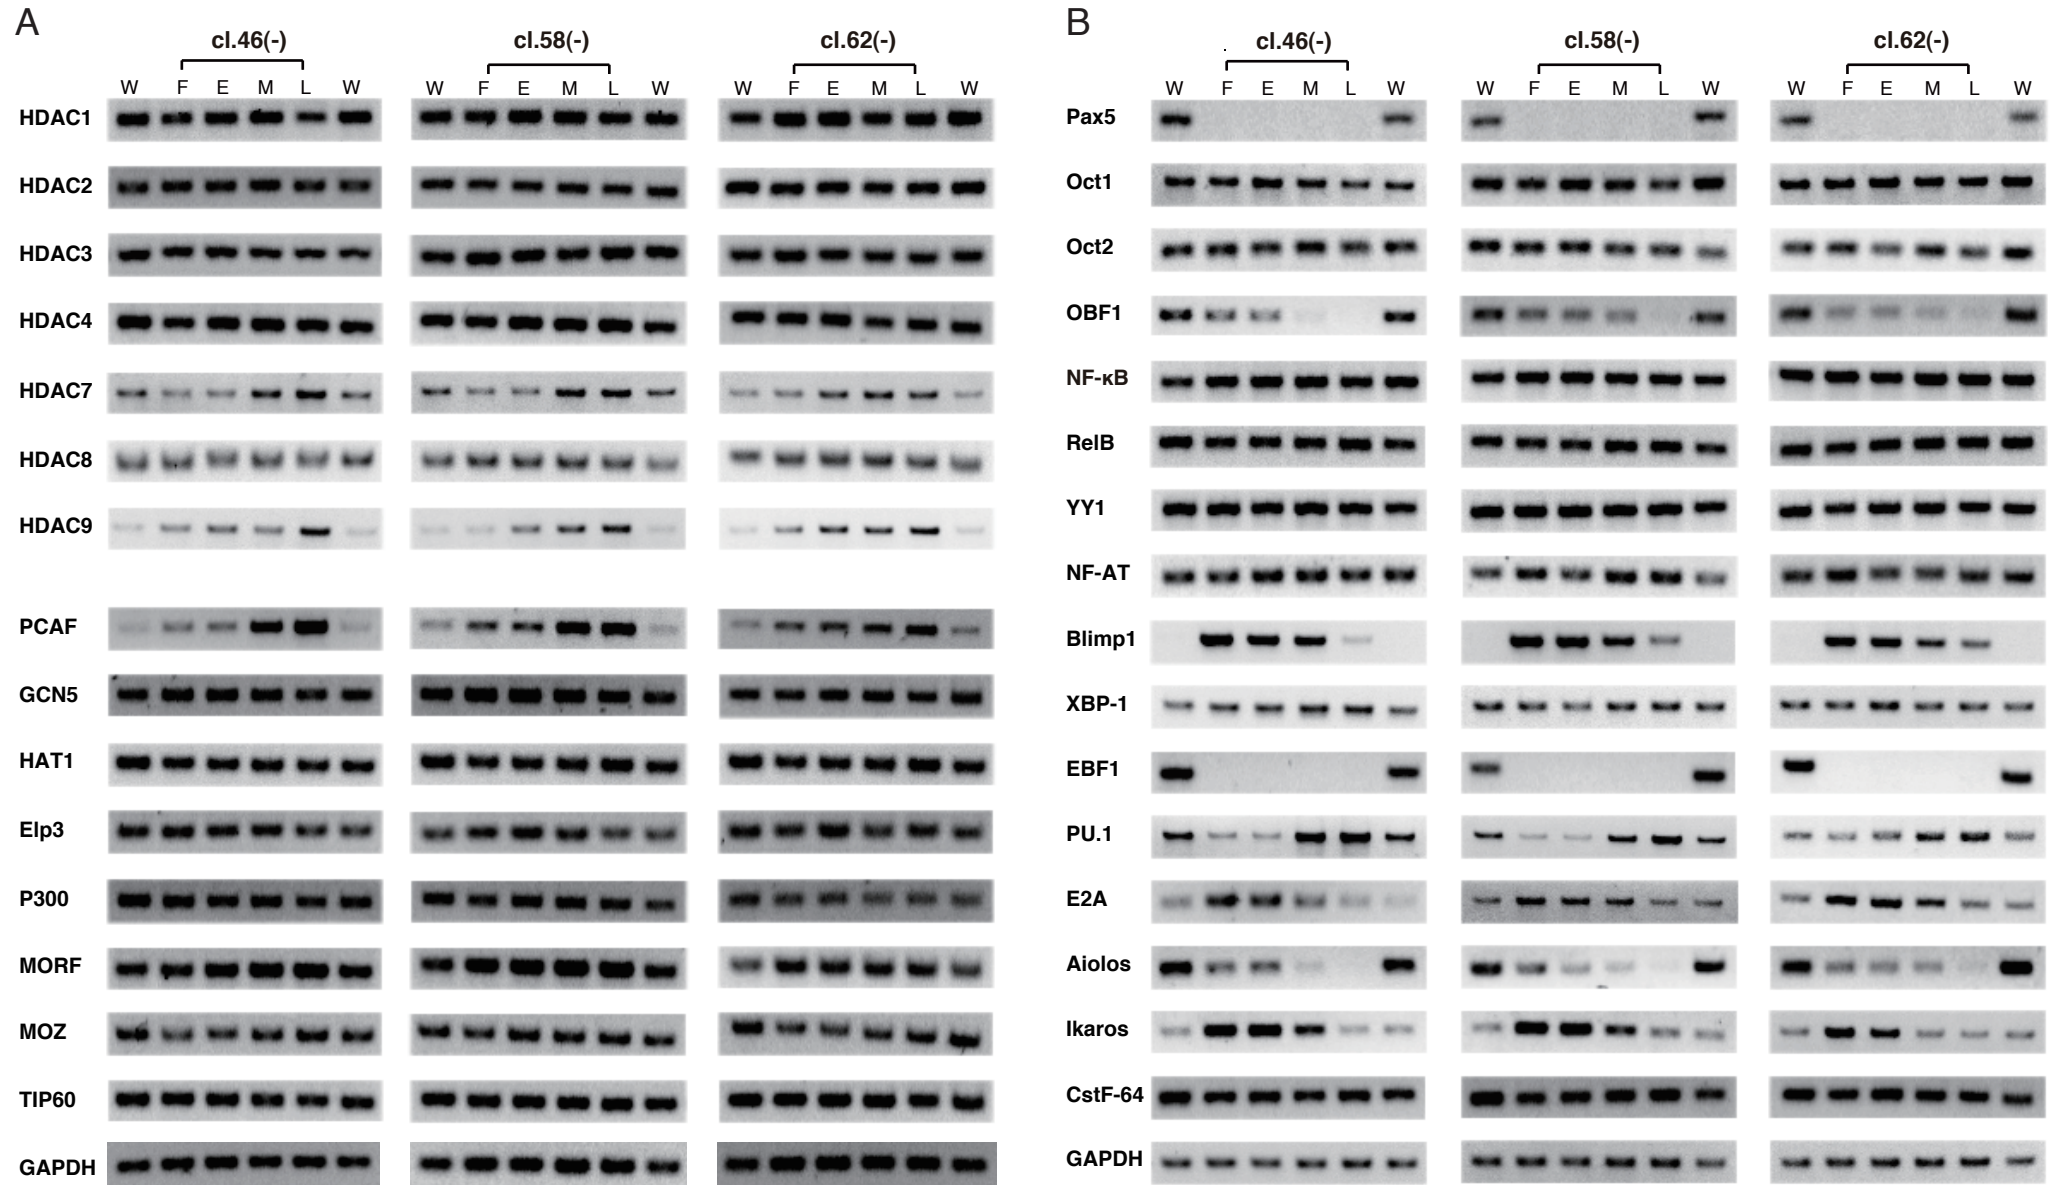 A
cl.46(-) cl.58(-) cl.62(-)
W F E M L W W F E M L W W F E M L W
HDAC1
HDAC2
HDAC3
HDAC4
HDAC7
HDAC8
HDAC9
PCAF
GCN5
HAT1
Elp3
P300
MORF
MOZ
TIP60
GAPDH
B
cl.46(-) cl.58(-) cl.62(-)
W F E M L W W F E M L W W F E M L W
Pax5
Oct1
Oct2
OBF1
NF-κB
RelB
YY1
NF-AT
Blimp1
XBP-1
EBF1
PU.1
E2A
Aiolos
Ikaros
CstF-64
GAPDH